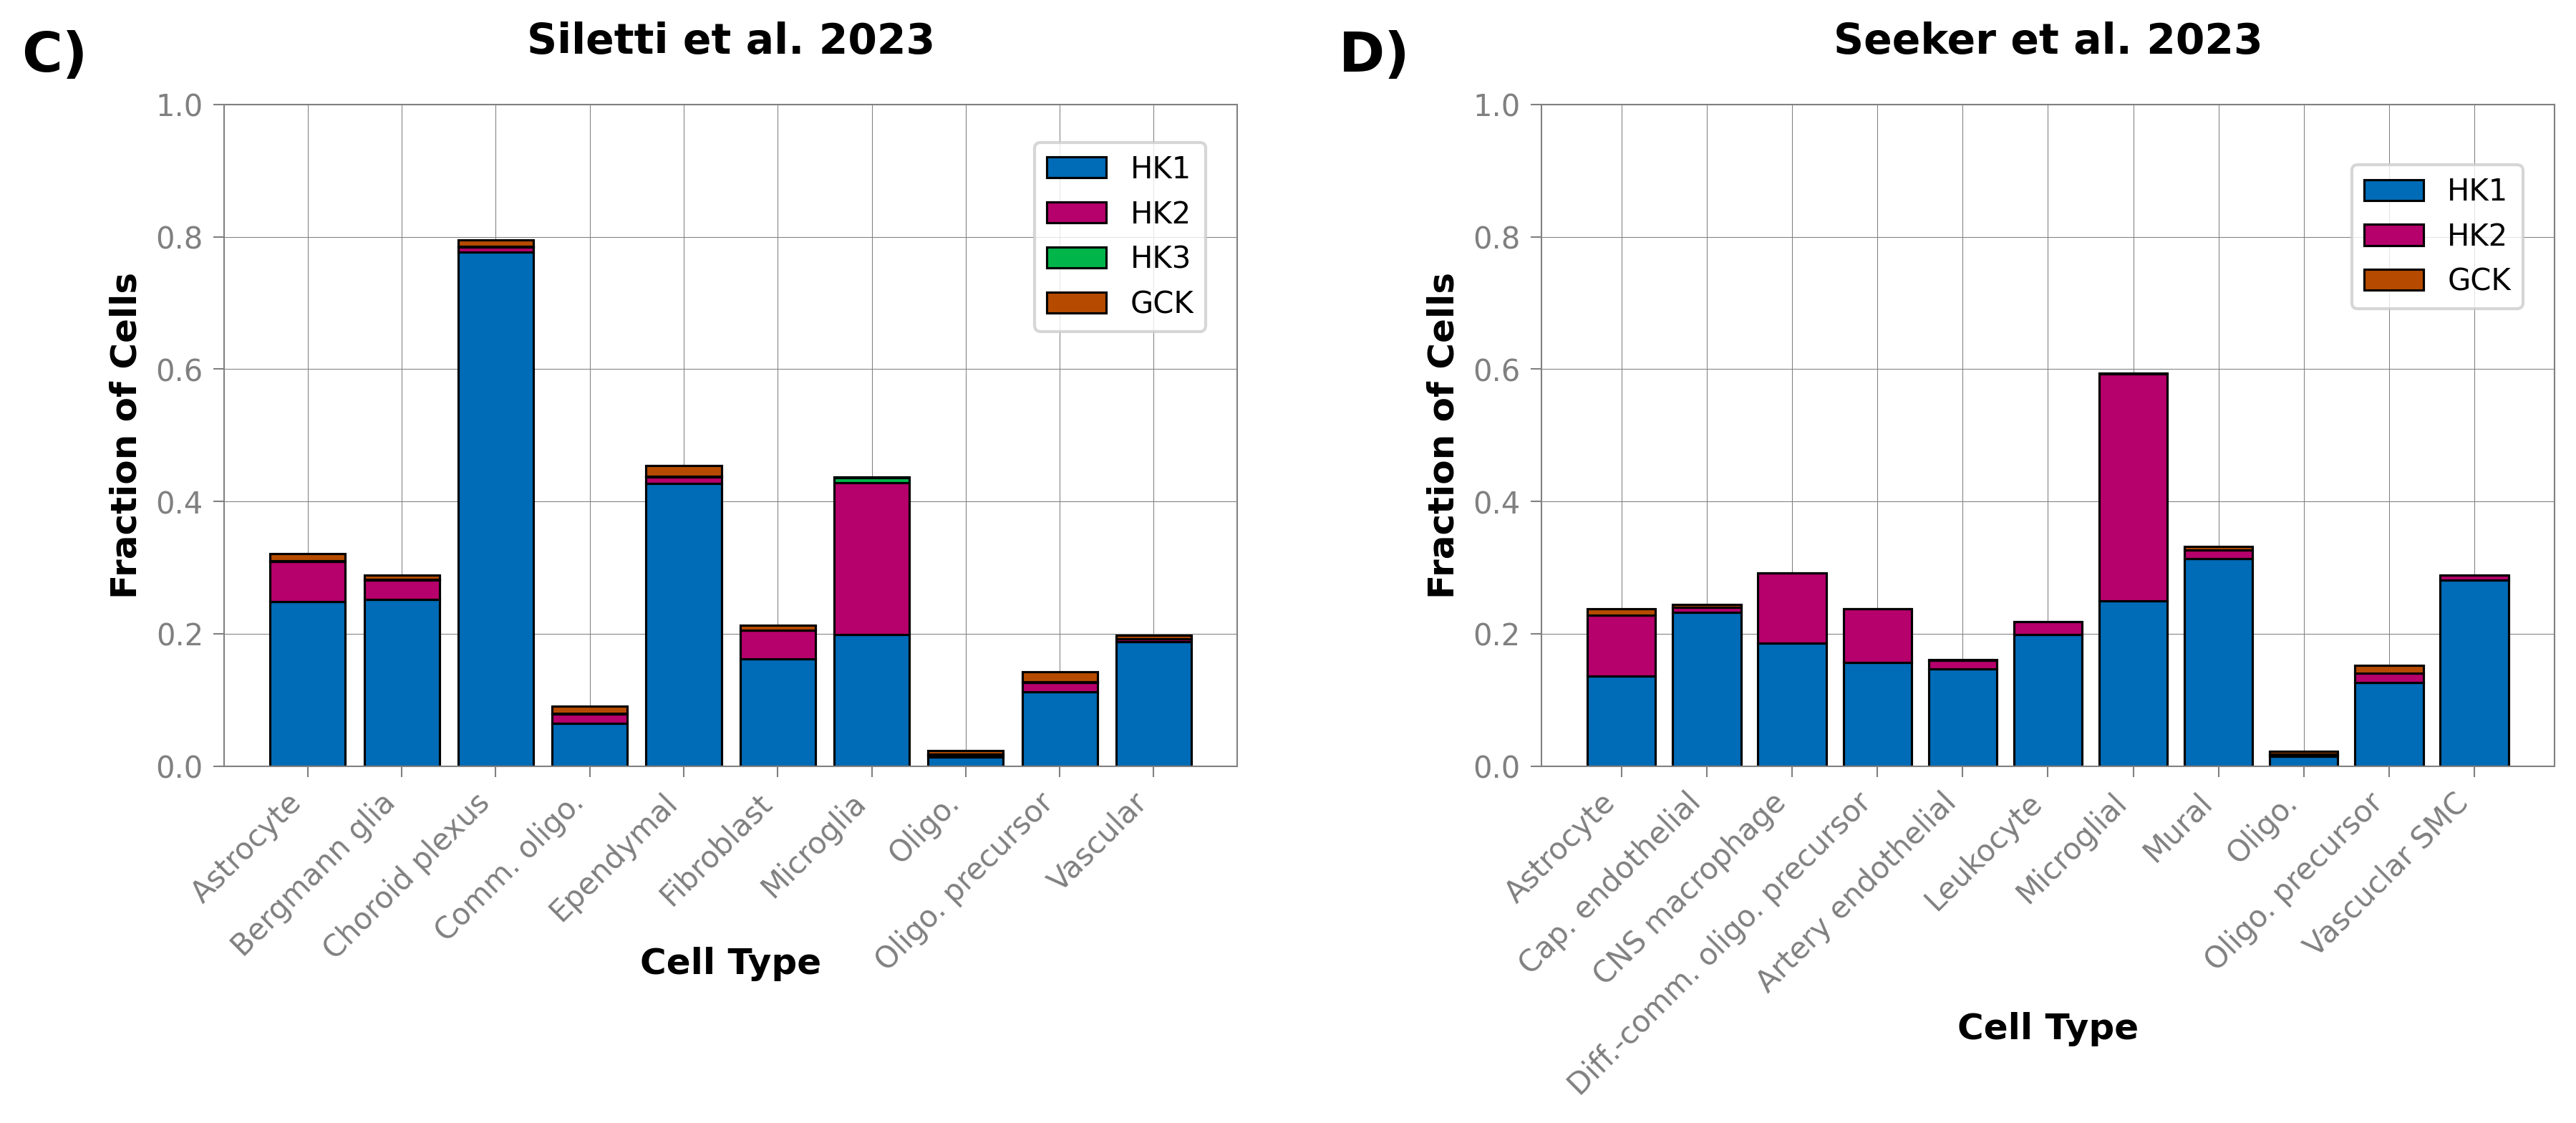 C)
Siletti et al. 2023
Fraction of Cells
1.0
0.8
0.6
0.4
0.2
0.0
HK1
HK2
HK3
GCK
Astrocyte
Bergmann glia
Choroid plexus
Comm. oligo.
Ependymal
Fibroblast
Microglia
Oligo.
Oligo. precursor
Vascular
Cell Type
D)
Seeker et al. 2023
Fraction of Cells
1.0
0.8
0.6
0.4
0.2
0.0
HK1
HK2
GCK
Astrocyte
Cap. endothelial
CNS macrophage
Diff.-comm. oligo. precursor
Artery endothelial
Leukocyte
Microglial
Mural
Oligo.
Oligo. precursor
Vascuclar SMC
Cell Type